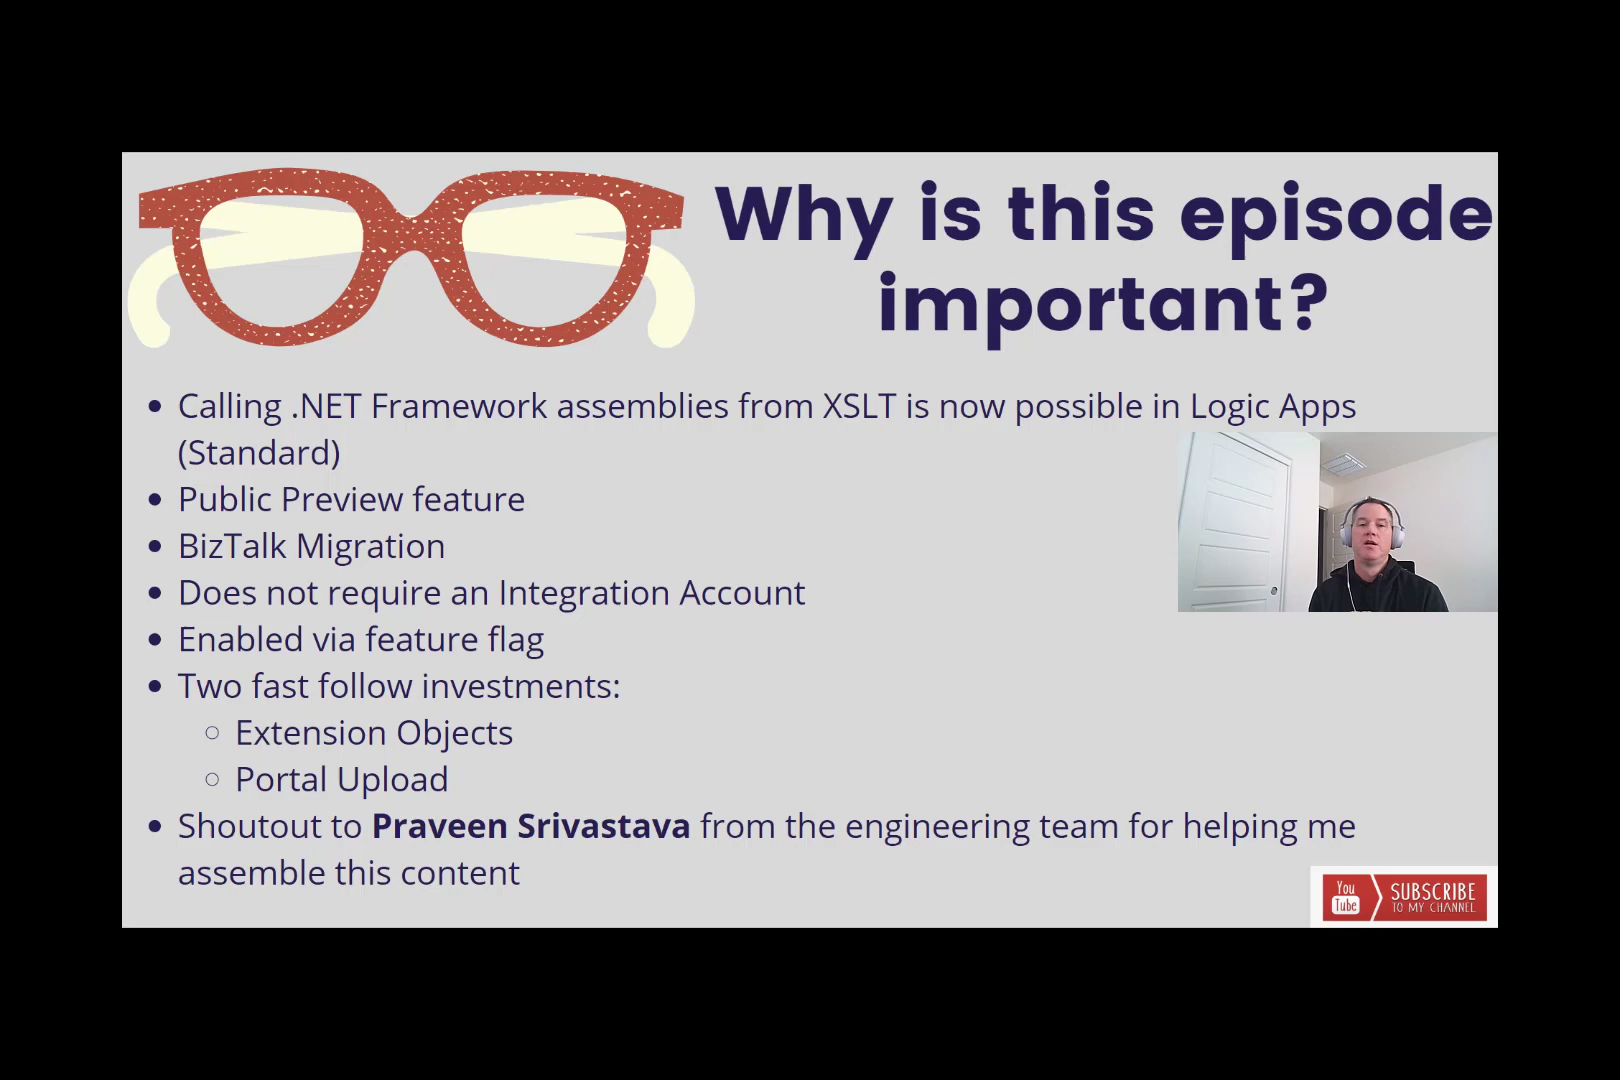 Why is this episode
important?
• Calling .NET Framework assemblies from XSLT is now possible in Logic Apps
(Standard)
• Public Preview feature
• BizTalk Migration
• Does not require an Integration Account
• Enabled via feature flag
• Two fast follow investments:
○ Extension Objects
○ Portal Upload
• Shoutout to Praveen Srivastava from the engineering team for helping me
assemble this content
You
Tube
SUBSCRIBE
TO MY CHANNEL